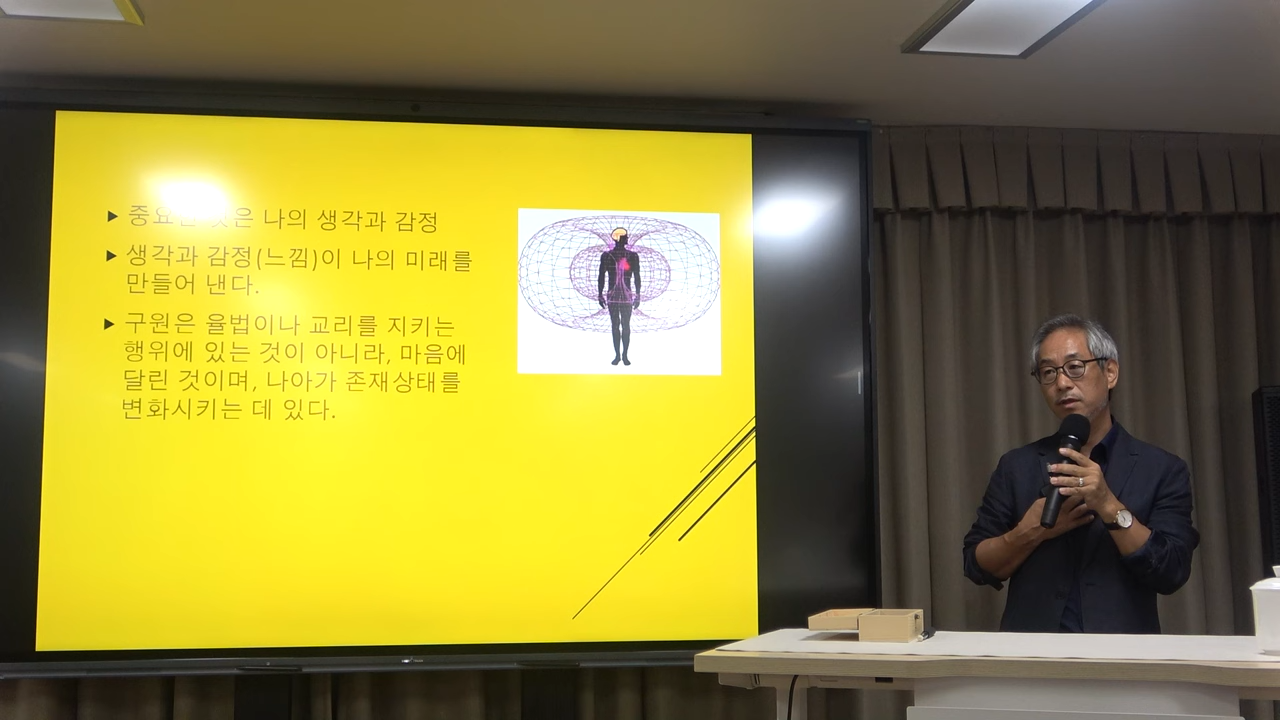 ▶ 중요한 것은 나의 생각과 감정
▶ 생각과 감정(느낌)이 나의 미래를
만들어 낸다.
▶ 구원은 율법이나 교리를 지키는
행위에 있는 것이 아니라, 마음에
달린 것이며, 나아가 존재상태를
변화시키는 데 있다.